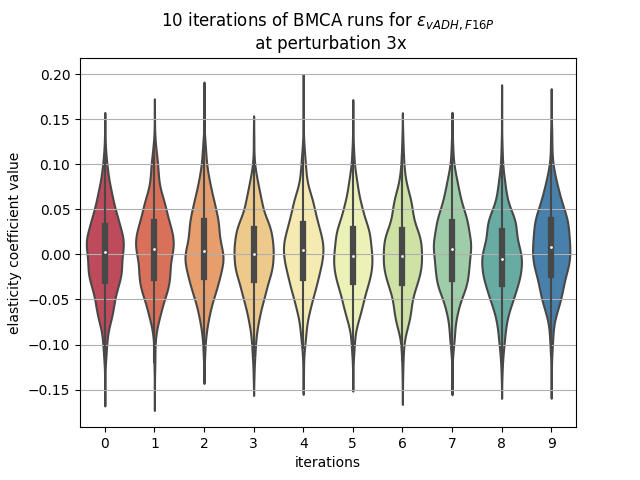 10 iterations of BMCA runs for ε_{vADH, F16P}
at perturbation 3x
elasticity coefficient value
0.20
0.15
0.10
0.05
0.00
−0.05
−0.10
−0.15
0 1 2 3 4 5 6 7 8 9
iterations